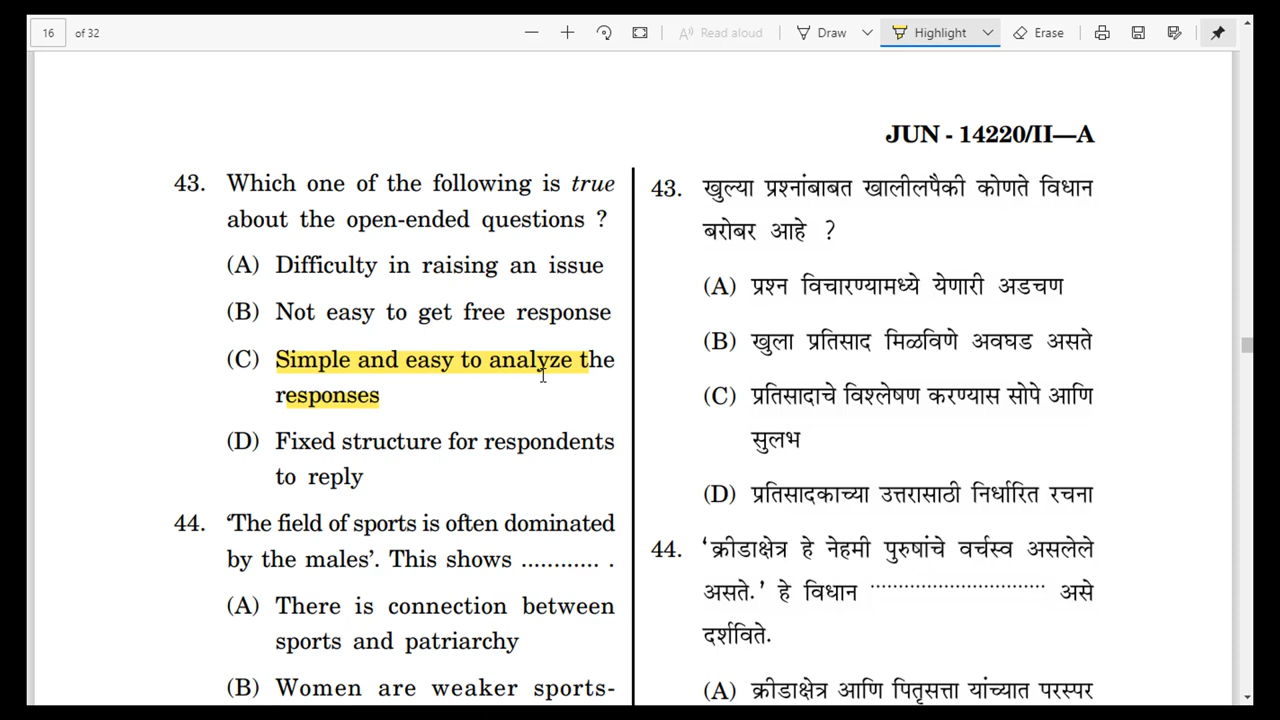 16 of 32
Read aloud
Draw
Highlight
Erase
JUN - 14220/II—A
43. Which one of the following is true
about the open-ended questions ?
(A) Difficulty in raising an issue
(B) Not easy to get free response
(C) Simple and easy to analyze the
responses
(D) Fixed structure for respondents
to reply
44. ‘The field of sports is often dominated
by the males’. This shows ............ .
(A) There is connection between
sports and patriarchy
(B) Women are weaker sports-
43. खुल्या प्रश्नांबाबत खालीलपैकी कोणते विधान
बरोबर आहे ?
(A) प्रश्न विचारण्यामध्ये येणारी अडचण
(B) खुला प्रतिसाद मिळविणे अवघड असते
(C) प्रतिसादाचे विश्लेषण करण्यास सोपे आणि
सुलभ
(D) प्रतिसादकाच्या उत्तरासाठी निर्धारित रचना
44. ‘क्रीडाक्षेत्र हे नेहमी पुरुषांचे वर्चस्व असलेले
असते.’ हे विधान .............................. असे
दर्शविते.
(A) क्रीडाक्षेत्र आणि पितृसत्ता यांच्यात परस्पर